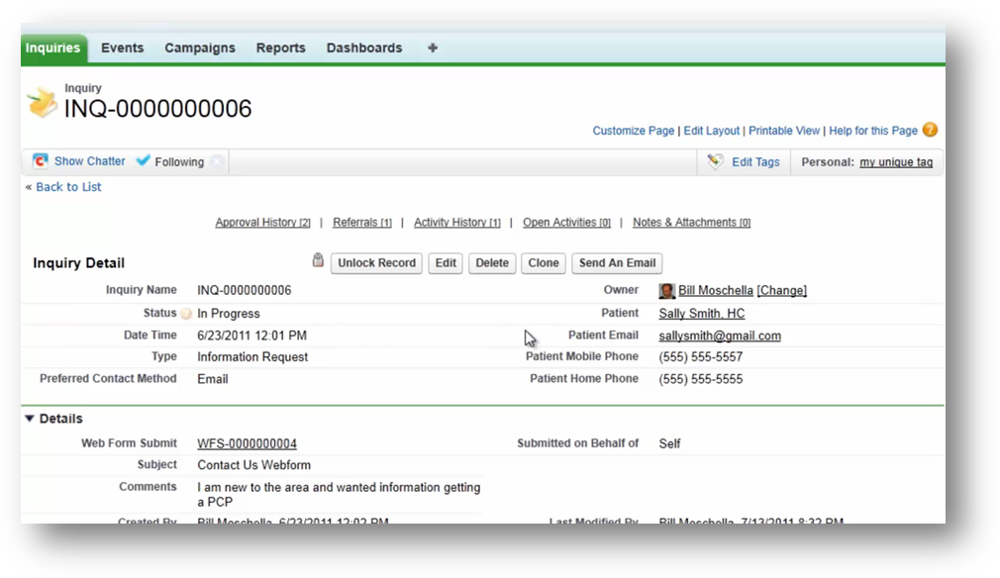 Inquiries Events Campaigns Reports Dashboards +
Inquiry
INQ-0000000006
Customize Page | Edit Layout | Printable View | Help for this Page ?
Show Chatter Following Edit Tags Personal: my unique tag
« Back to List
Approval History [2] | Referrals [1] | Activity History [1] | Open Activities [0] | Notes & Attachments [0]
Inquiry Detail Unlock Record Edit Delete Clone Send An Email
Inquiry Name INQ-0000000006 Owner Bill Moschella [Change]
Status In Progress Patient Sally Smith, HC
Date Time 6/23/2011 12:01 PM Patient Email sallysmith@gmail.com
Type Information Request Patient Mobile Phone (555) 555-5557
Preferred Contact Method Email Patient Home Phone (555) 555-5555
Details
Web Form Submit WFS-0000000004 Submitted on Behalf of Self
Subject Contact Us Webform
Comments I am new to the area and wanted information getting
a PCP
Created By Bill Moschella, 6/23/2011 12:02 PM Last Modified By Bill Moschella, 7/13/2011 8:32 PM